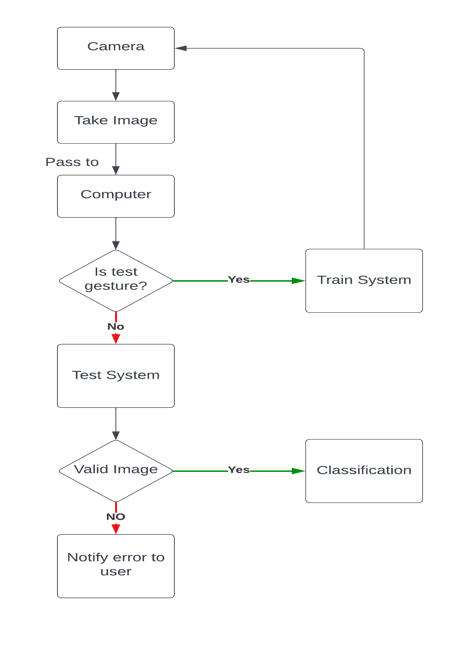 Camera
Take Image
Pass to
Computer
Is test
gesture?
Yes
Train System
No
Test System
Valid Image
Yes
Classification
NO
Notify error to
user